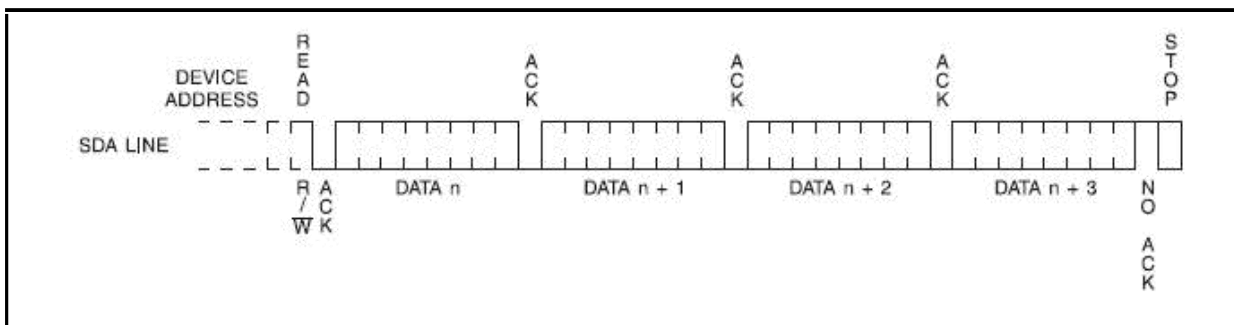 READ
ACK
ACK
ACK
STOP
DEVICE
ADDRESS
SDA LINE
R/W
ACK
DATA n
DATA n + 1
DATA n + 2
DATA n + 3
NO ACK